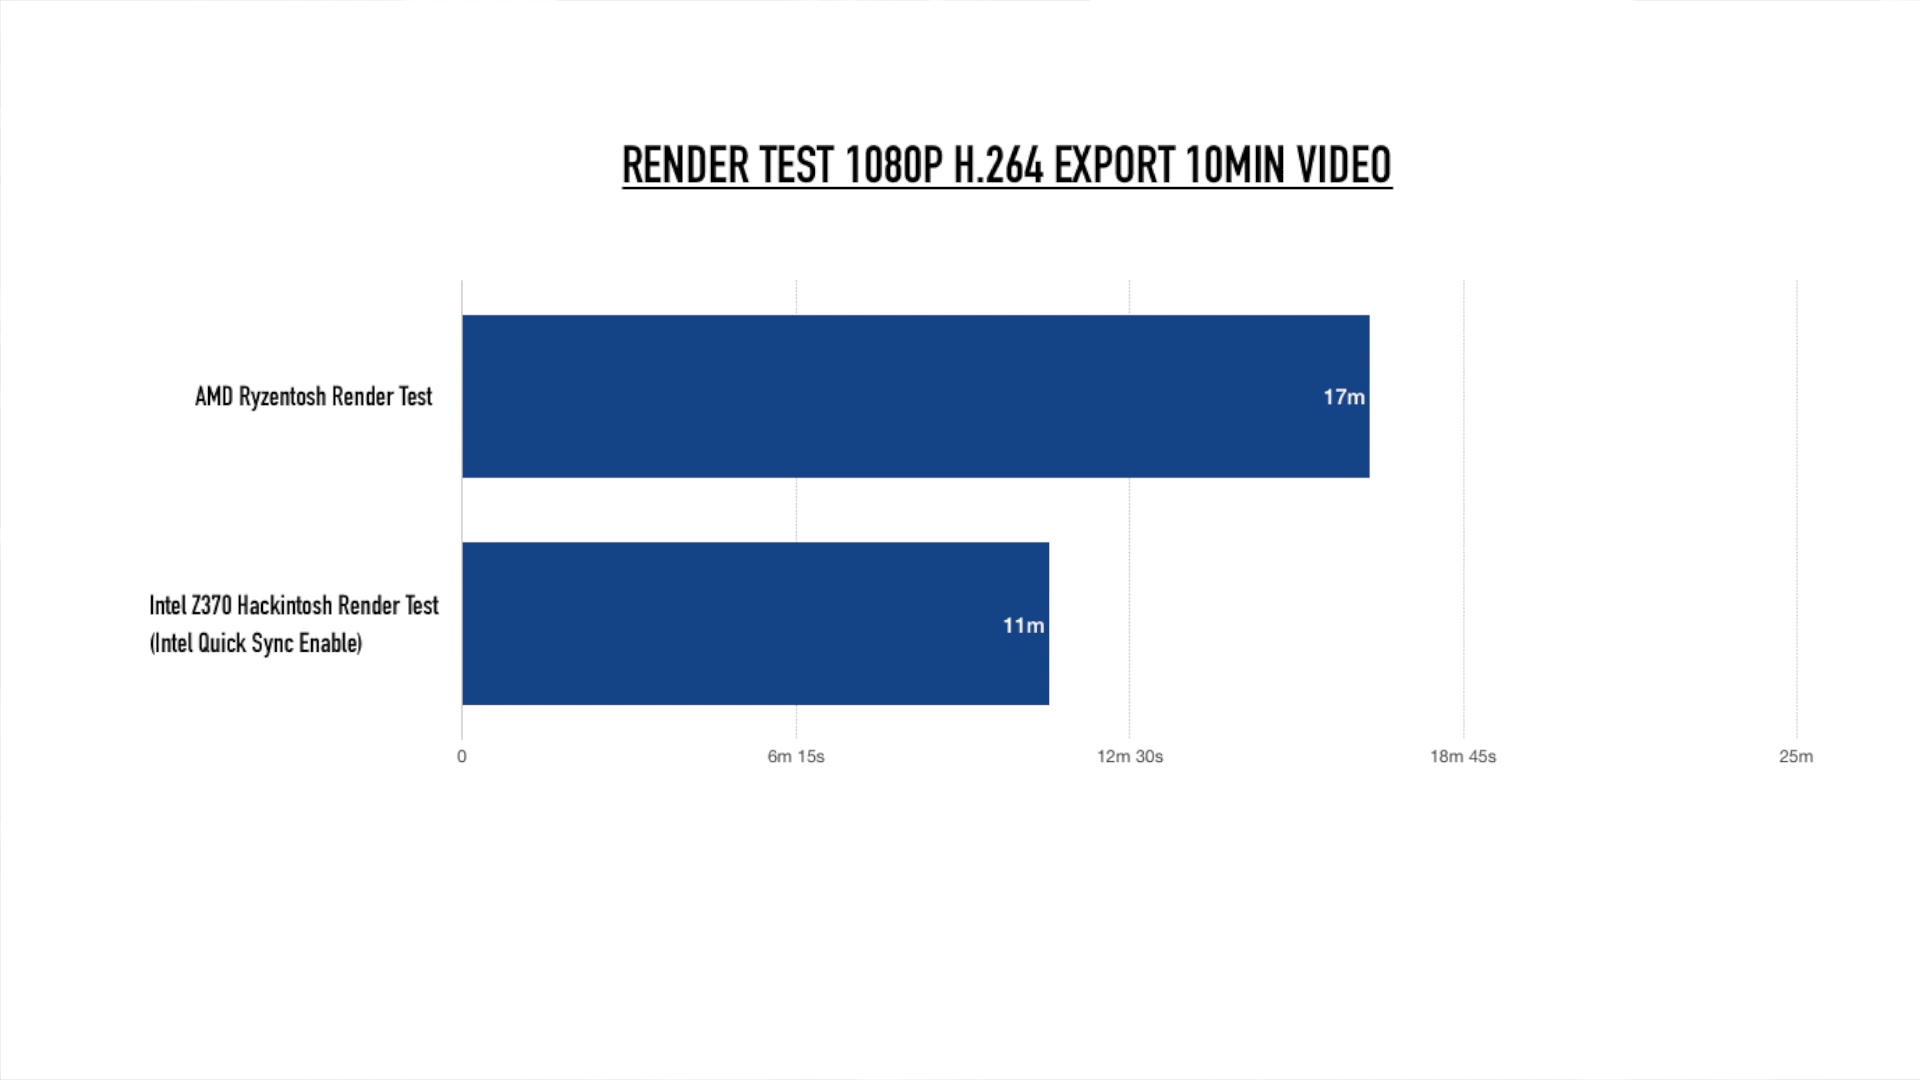 RENDER TEST 1080P H.264 EXPORT 10MIN VIDEO
AMD Ryzentosh Render Test
17m
Intel Z370 Hackintosh Render Test
(Intel Quick Sync Enable)
11m
0
6m 15s
12m 30s
18m 45s
25m